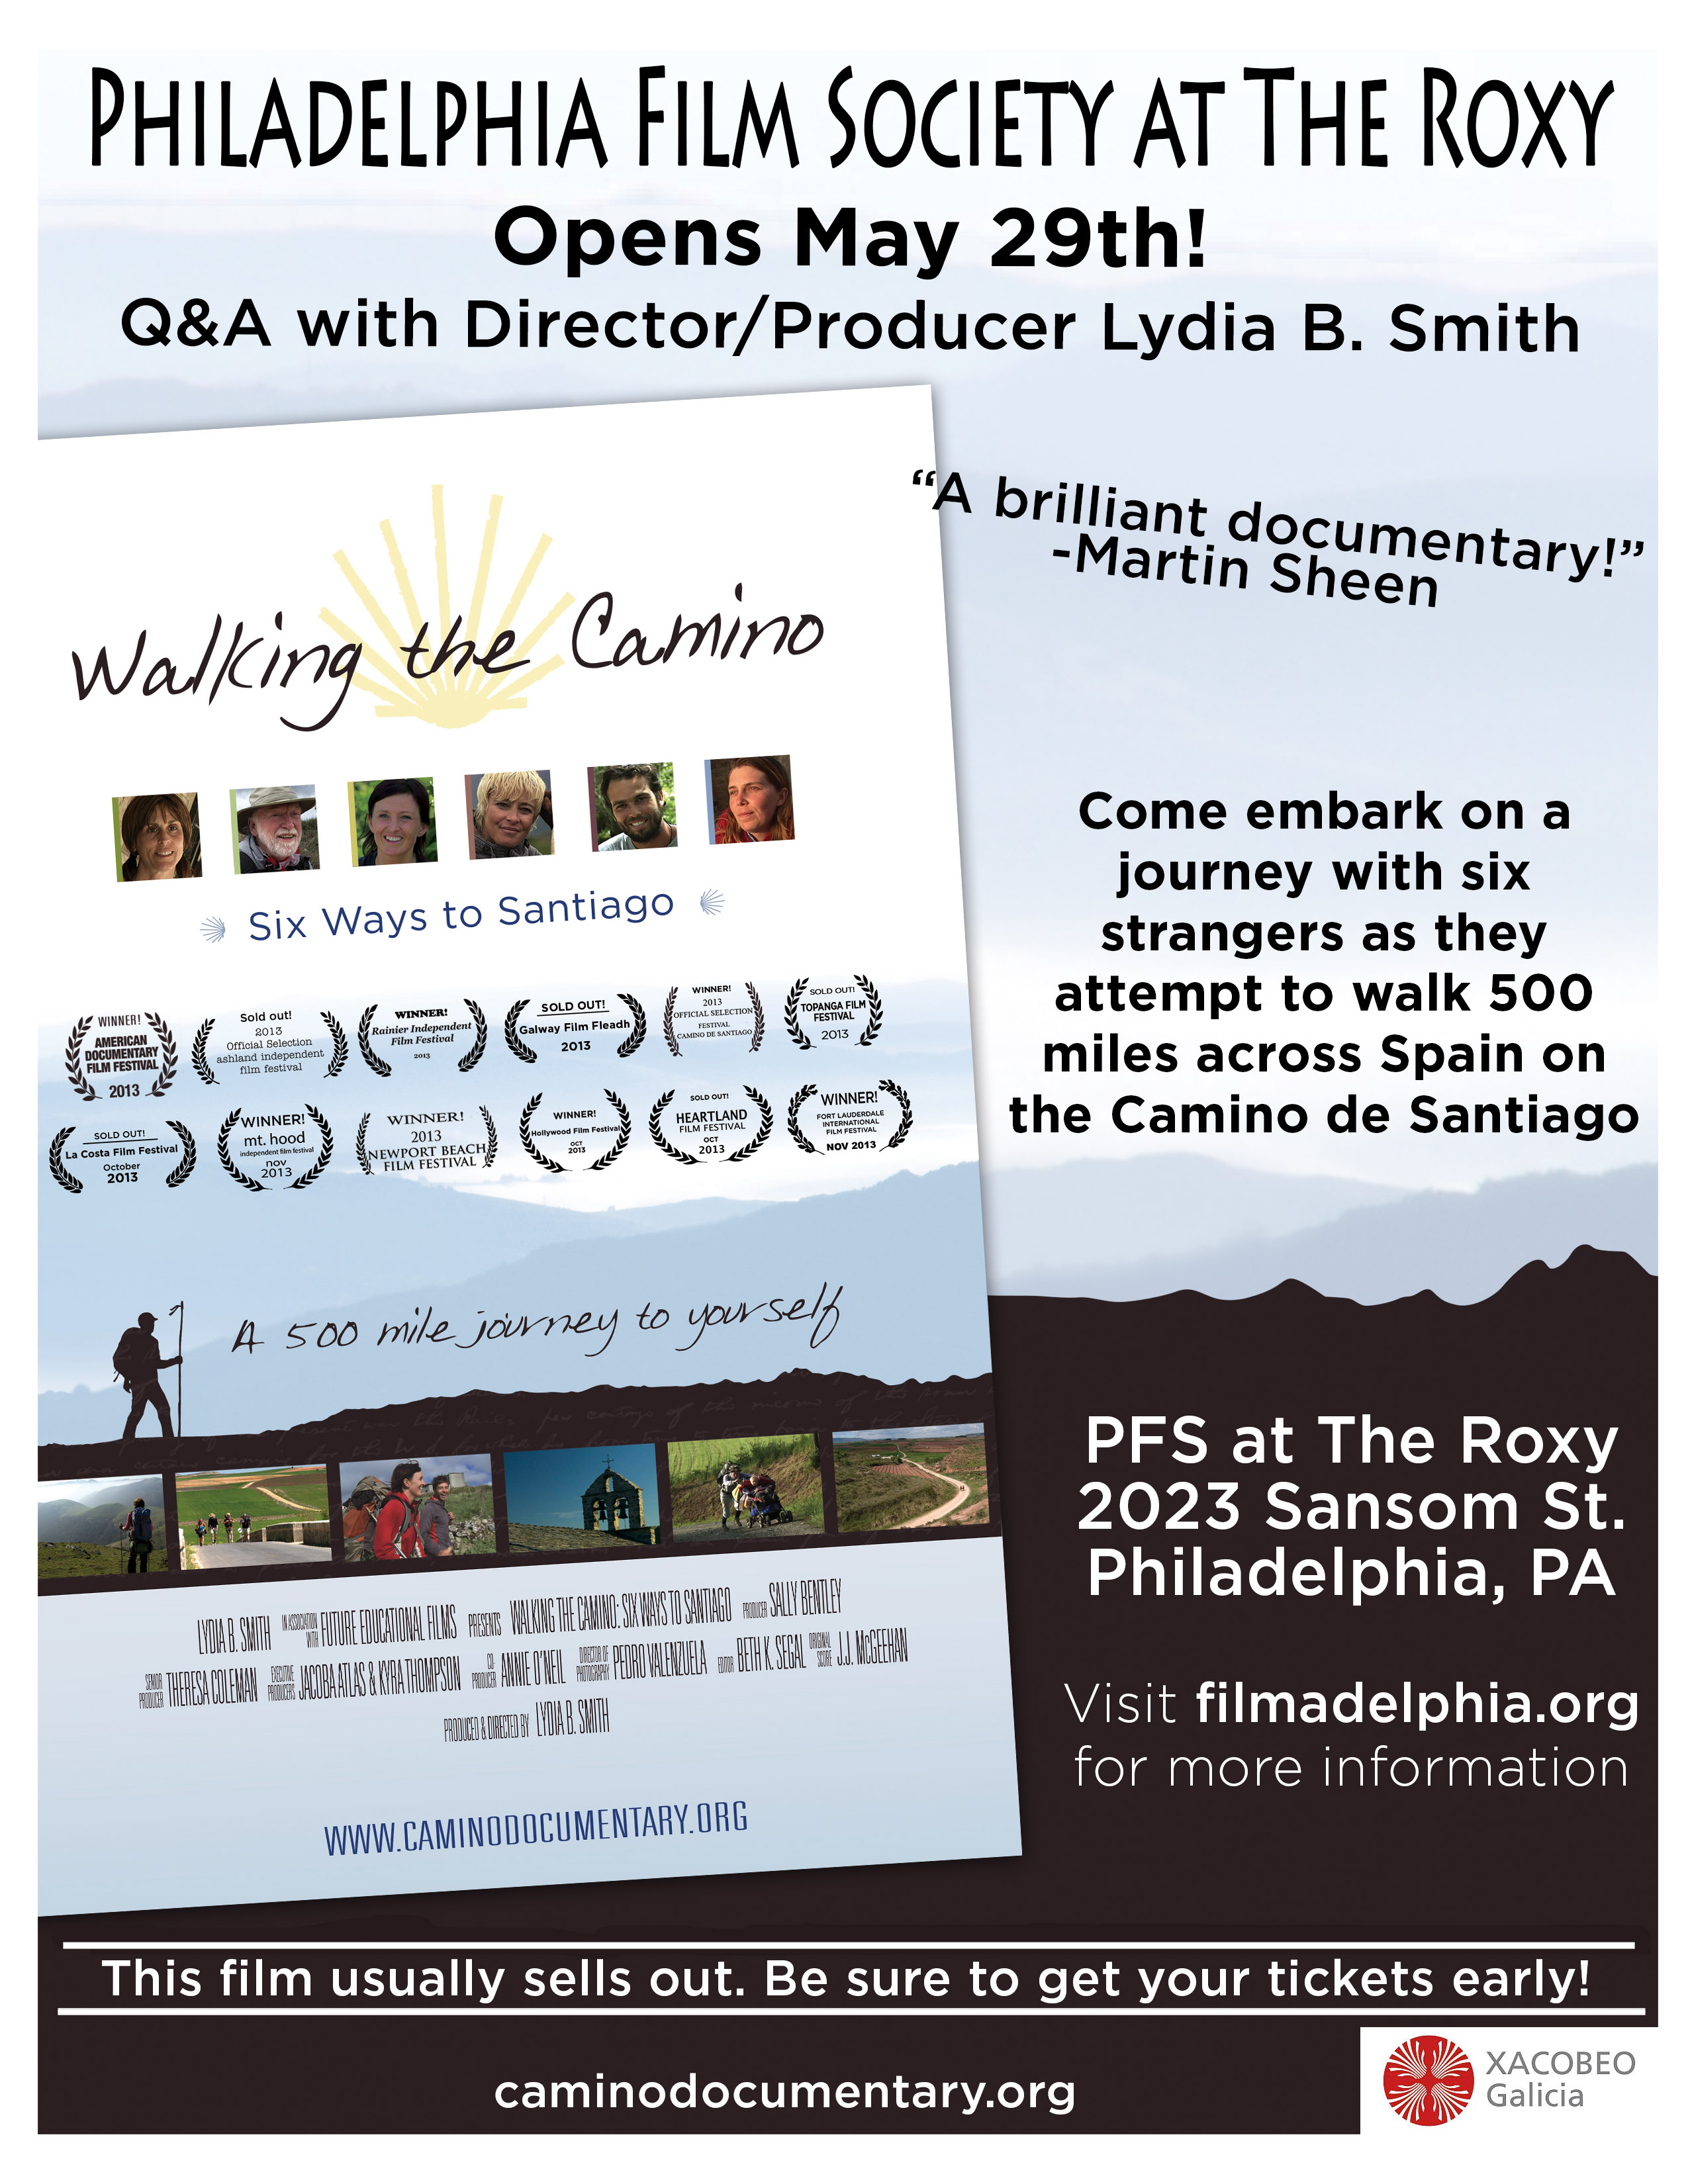 PHILADELPHIA FILM SOCIETY AT THE ROXY
Opens May 29th!
Q&A with Director/Producer Lydia B. Smith
“A brilliant documentary!”
-Martin Sheen
Walking the Camino
Six Ways to Santiago
WINNER!
AMERICAN
DOCUMENTARY
FILM FESTIVAL
2013
Sold out!
2013
Official Selection
ashland independent
film festival
WINNER!
Rainier Independent
Film Festival
2013
SOLD OUT!
Galway Film Fleadh
2013
WINNER!
2013
OFFICIAL SELECTION
FESTIVAL
CAMINO DE SANTIAGO
SOLD OUT!
TOPANGA FILM
FESTIVAL
2013
SOLD OUT!
La Costa Film Festival
October
2013
WINNER!
mt. hood
independent film festival
nov
2013
WINNER!
2013
NEWPORT BEACH
FILM FESTIVAL
WINNER!
Hollywood Film Festival
OCT
2013
SOLD OUT!
HEARTLAND
FILM FESTIVAL
OCT
2013
WINNER!
FORT LAUDERDALE
INTERNATIONAL
FILM FESTIVAL
NOV 2013
A 500 mile journey to yourself
LYDIA B. SMITH IN ASSOCIATION WITH FUTURE EDUCATIONAL FILMS PRESENTS WALKING THE CAMINO: SIX WAYS TO SANTIAGO PRODUCER SALLY BENTLEY
SENIOR PRODUCER THERESA COLEMAN EXECUTIVE PRODUCERS JACOBA ATLAS & KYRA THOMPSON CO-PRODUCER ANNIE O'NEIL DIRECTOR OF PHOTOGRAPHY PEDRO VALENZUELA EDITOR BETH K. SEGAL ORIGINAL SCORE J.J. McGEEHAN
PRODUCED & DIRECTED BY LYDIA B. SMITH
WWW.CAMINODOCUMENTARY.ORG
Come embark on a
journey with six
strangers as they
attempt to walk 500
miles across Spain on
the Camino de Santiago
PFS at The Roxy
2023 Sansom St.
Philadelphia, PA
Visit filmadelphia.org
for more information
This film usually sells out. Be sure to get your tickets early!
caminodocumentary.org
XACOBEO
Galicia